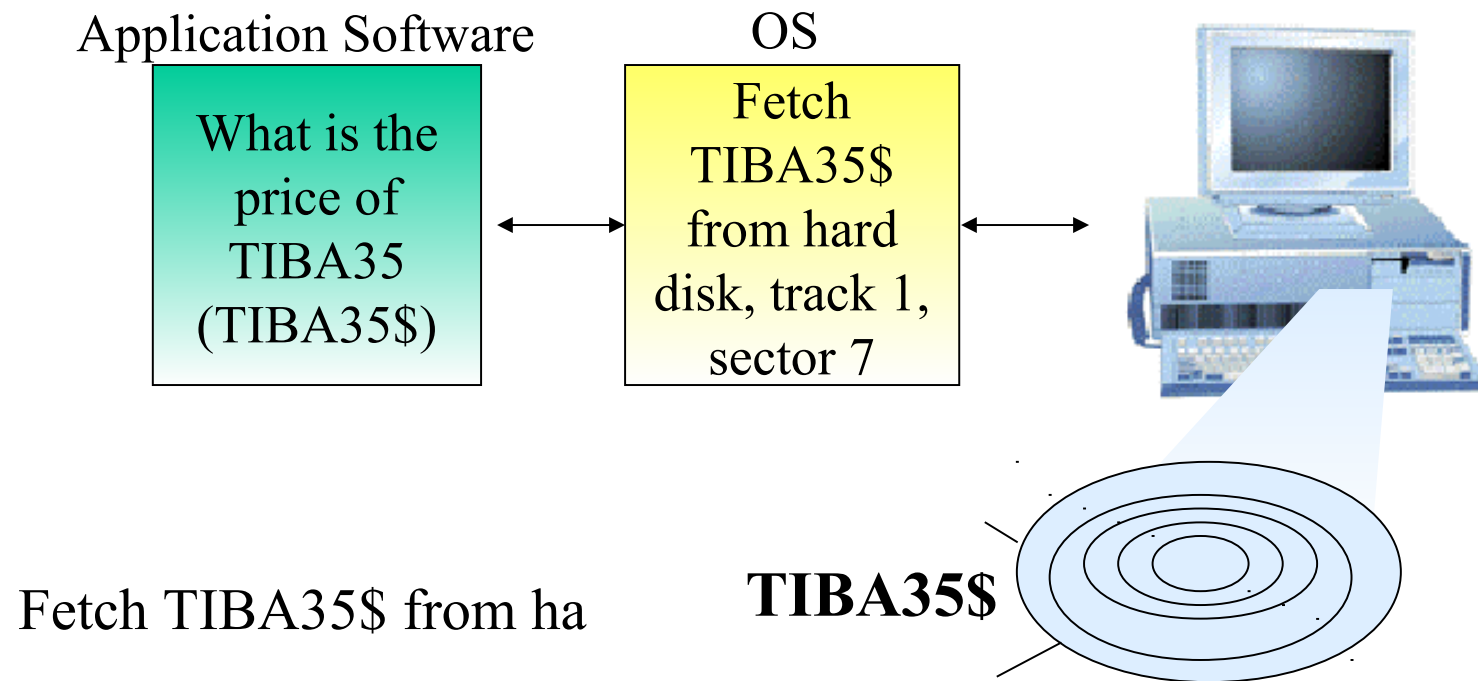 Application Software
What is the
price of
TIBA35
(TIBA35$)
OS
Fetch
TIBA35$
from hard
disk, track 1,
sector 7
TIBA35$
Fetch TIBA35$ from ha